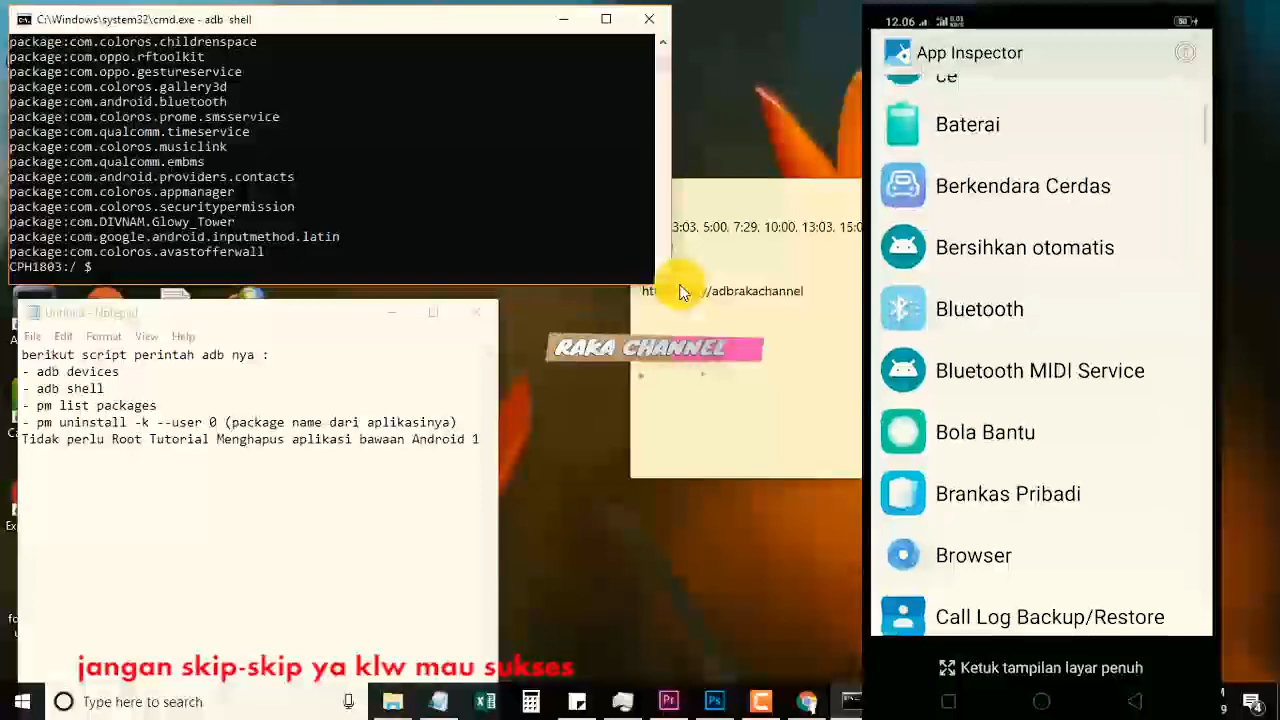 C:\Windows\system32\cmd.exe - adb shell
package:com.coloros.childrenspace
package:com.oppo.rftoolkit
package:com.oppo.gestureservice
package:com.coloros.gallery3d
package:com.android.bluetooth
package:com.coloros.prome.smsservice
package:com.qualcomm.timeservice
package:com.coloros.musiclink
package:com.qualcomm.embms
package:com.android.providers.contacts
package:com.coloros.appmanager
package:com.coloros.securitypermission
package:com.DIVNAM.Glowy_Tower
package:com.google.android.inputmethod.latin
package:com.coloros.avastofferwall
CPH1803:/ $
3:03, 5:00, 7:29, 10:00, 13:03, 15:0
//adbrakachannel
RAKA CHANNEL
Untitled - Notepad
File Edit Format View Help
berikut script perintah adb nya :
- adb devices
- adb shell
- pm list packages
- pm uninstall -k --user 0 (package name dari aplikasinya)
Tidak perlu Root Tutorial Menghapus aplikasi bawaan Android 1
jangan skip-skip ya klw mau sukses
Type here to search
12.06
50
App Inspector
Baterai
Berkendara Cerdas
Bersihkan otomatis
Bluetooth
Bluetooth MIDI Service
Bola Bantu
Brankas Pribadi
Browser
Call Log Backup/Restore
Ketuk tampilan layar penuh